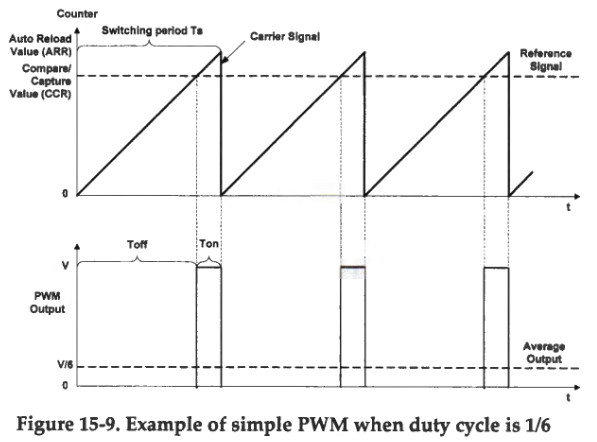 Counter
Switching period Ts
Carrier Signal
Auto Reload
Value (ARR)
Reference
Signal
Compare/
Capture
Value (CCR)
0
t
Toff
Ton
V
PWM
Output
Average
Output
V/6
0
t
Figure 15-9. Example of simple PWM when duty cycle is 1/6